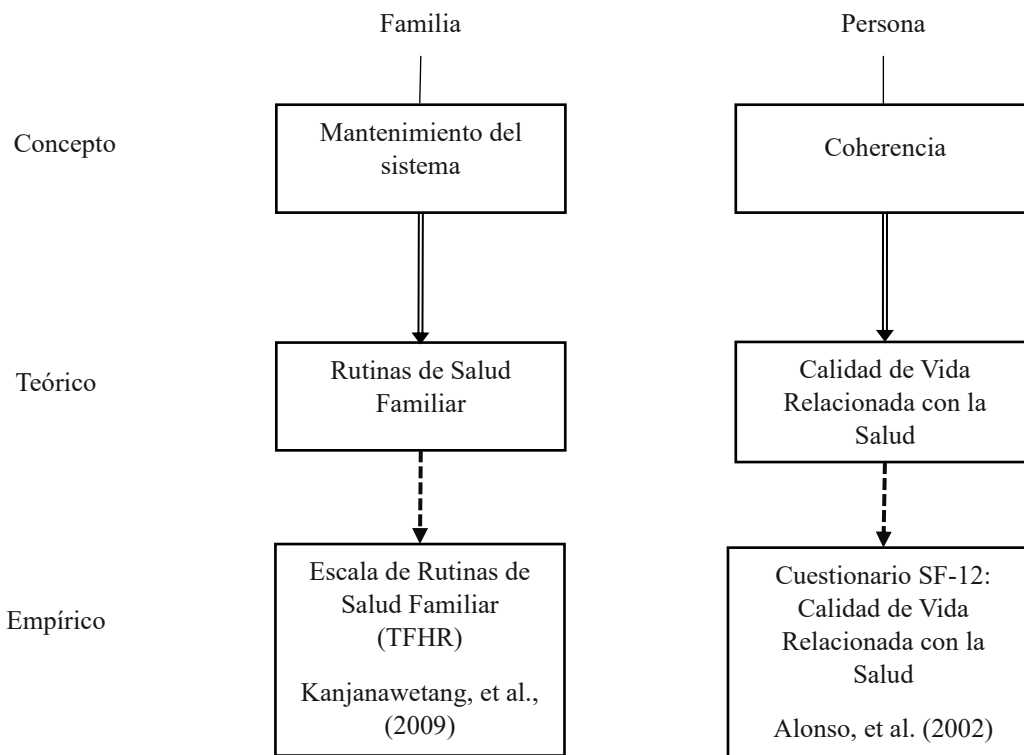 Familia
Persona
Concepto
Mantenimiento del
sistema
Coherencia
Teórico
Rutinas de Salud
Familiar
Calidad de Vida
Relacionada con la
Salud
Empírico
Escala de Rutinas de
Salud Familiar
(TFHR)
Kanjanawetang, et al.,
(2009)
Cuestionario SF-12:
Calidad de Vida
Relacionada con la
Salud
Alonso, et al. (2002)